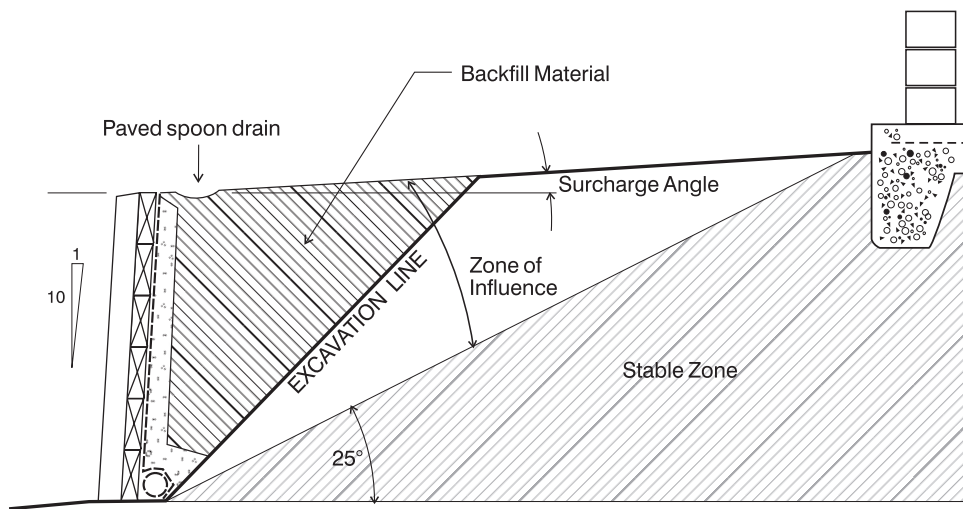 Backfill Material
Paved spoon drain
Surcharge Angle
1
10
Zone of
Influence
EXCAVATION LINE
Stable Zone
25°